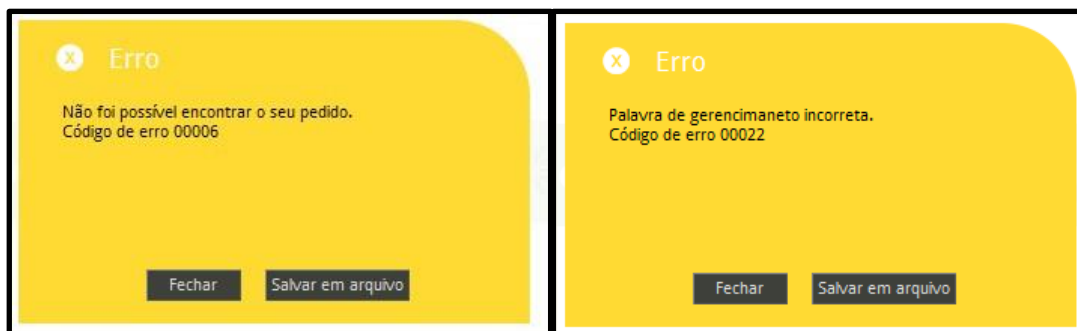 X Erro
Não foi possível encontrar o seu pedido.
Código de erro 00006
Fechar Salvar em arquivo
X Erro
Palavra de gerencimaneto incorreta.
Código de erro 00022
Fechar Salvar em arquivo